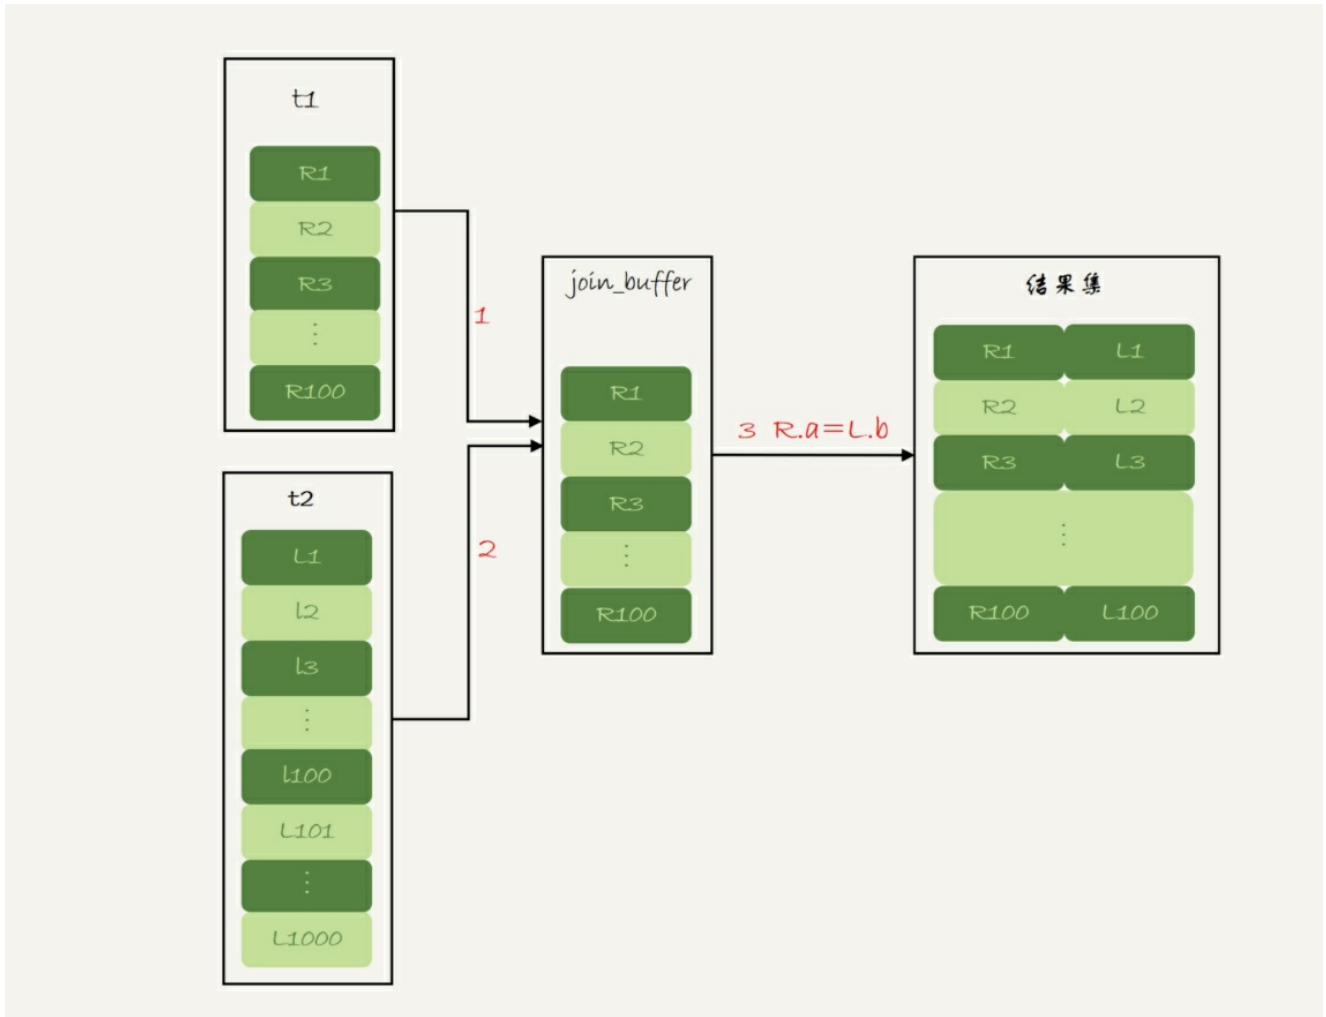 t1
R1
R2
R3
⋮
R100
t2
L1
l2
l3
⋮
l100
L101
⋮
L1000
1
2
join_buffer
R1
R2
R3
⋮
R100
3 R.a=L.b
结果集
R1 L1
R2 L2
R3 L3
⋮
R100 L100